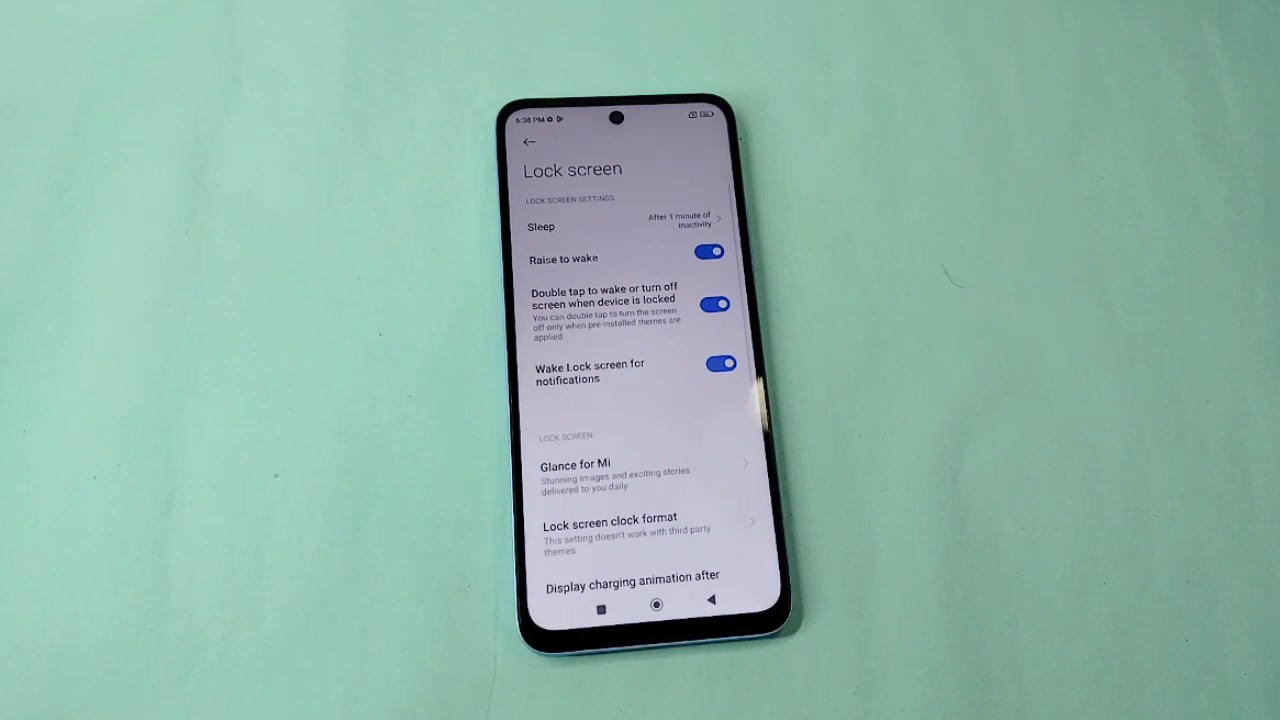 6:38 PM
Lock screen
LOCK SCREEN SETTINGS
Sleep
After 1 minute of
inactivity
Raise to wake
Double tap to wake or turn off
screen when device is locked
You can double tap to turn the screen
off only when pre installed themes are
applied
Wake Lock screen for
notifications
LOCK SCREEN
Glance for Mi
Stunning images and exciting stories
delivered to you daily
Lock screen clock format
This setting doesn't work with third party
themes
Display charging animation after